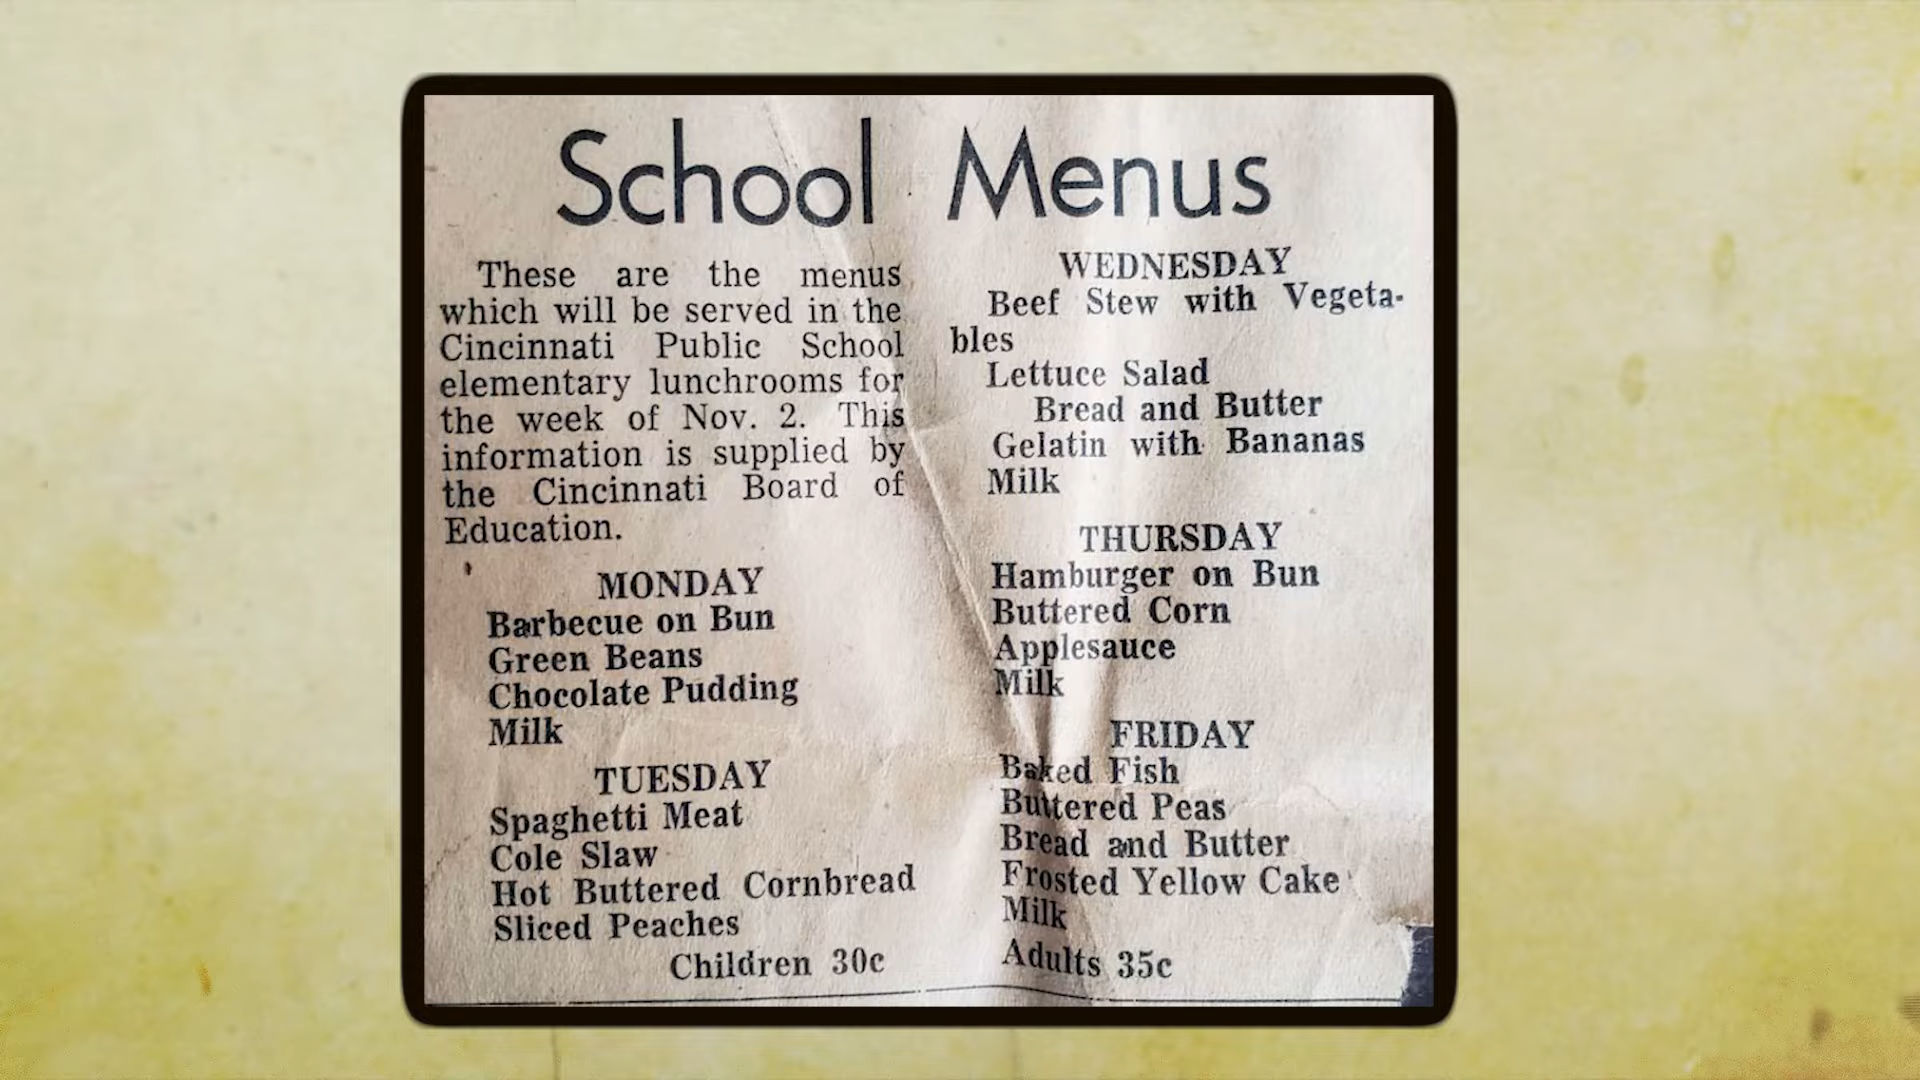 School Menus
These are the menus
which will be served in the
Cincinnati Public School
elementary lunchrooms for
the week of Nov. 2. This
information is supplied by
the Cincinnati Board of
Education.
MONDAY
Barbecue on Bun
Green Beans
Chocolate Pudding
Milk
TUESDAY
Spaghetti Meat
Cole Slaw
Hot Buttered Cornbread
Sliced Peaches
Children 30c
WEDNESDAY
Beef Stew with Vegeta-
bles
Lettuce Salad
Bread and Butter
Gelatin with Bananas
Milk
THURSDAY
Hamburger on Bun
Buttered Corn
Applesauce
Milk
FRIDAY
Baked Fish
Buttered Peas
Bread and Butter
Frosted Yellow Cake
Milk
Adults 35c